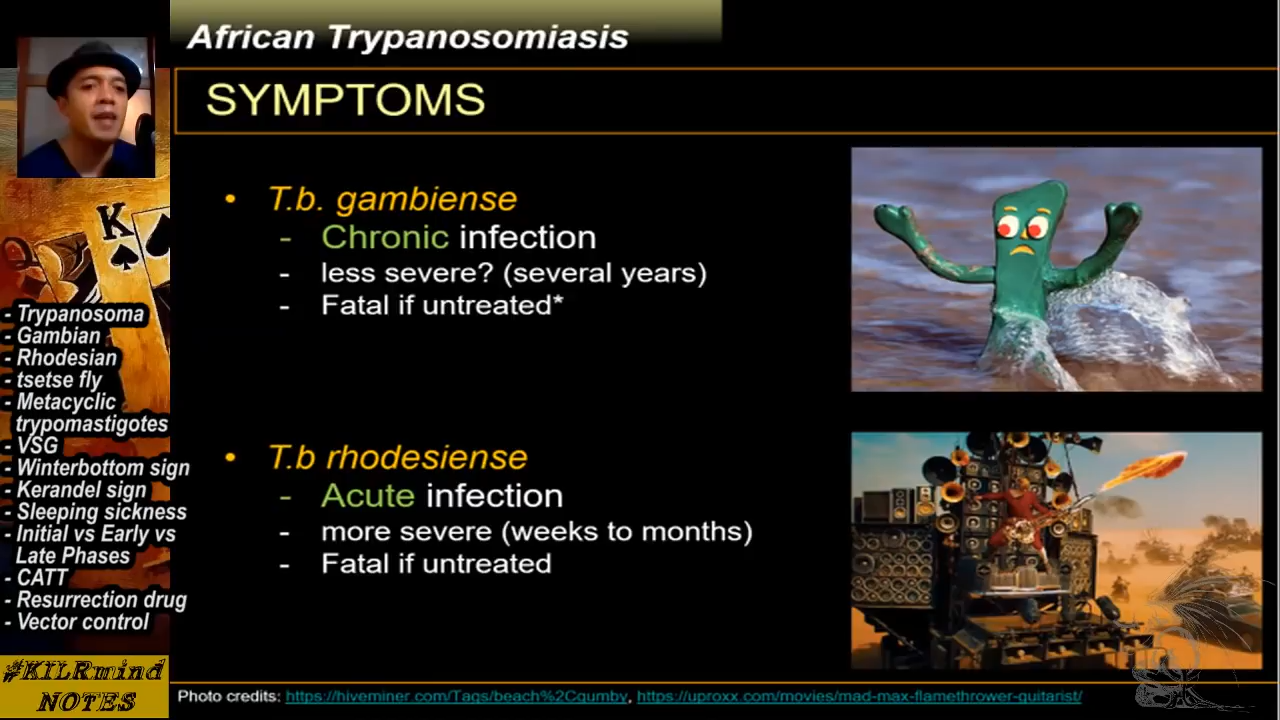 African Trypanosomiasis
SYMPTOMS
• T.b. gambiense
- Chronic infection
- less severe? (several years)
- Fatal if untreated*
• T.b rhodesiense
- Acute infection
- more severe (weeks to months)
- Fatal if untreated
K
- Trypanosoma
- Gambian
- Rhodesian
- tsetse fly
- Metacyclic
trypomastigotes
- VSG
- Winterbottom sign
- Kerandel sign
- Sleeping sickness
- Initial vs Early vs
Late Phases
- CATT
- Resurrection drug
- Vector control
#KILRmind
NOTES
Photo credits: https://hiveminer.com/Tags/beach%2Cgumby, https://uproxx.com/movies/mad-max-flamethrower-guitarist/